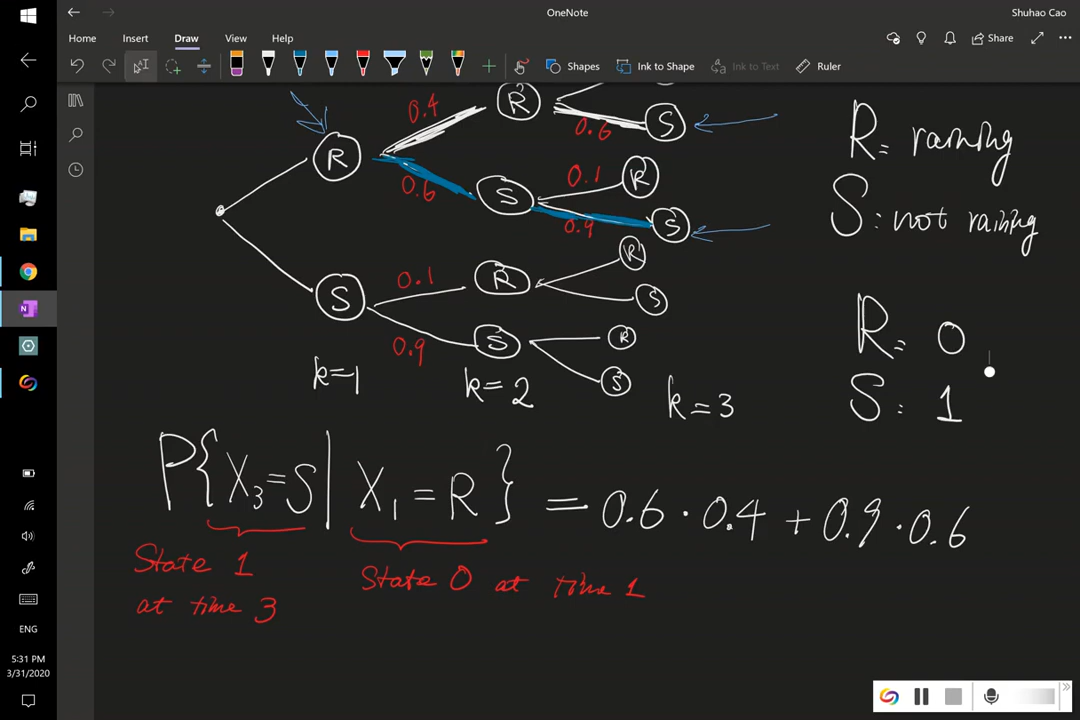 OneNote
Shuhao Cao
Home Insert Draw View Help
Share
Shapes
Ink to Shape
Ink to Text
Ruler
0.4
R
0.6
S
R
0.6
S
0.1
R
0.9
S
S
0.1
R
R
S
0.9
S
R
S
k=1
k=2
k=3
R= raining
S: not raining
R= 0
S: 1
P{X₃=S| X₁=R} = 0.6 · 0.4 + 0.9 · 0.6
State 1
at time 3
State 0 at time 1
ENG
5:31 PM
3/31/2020